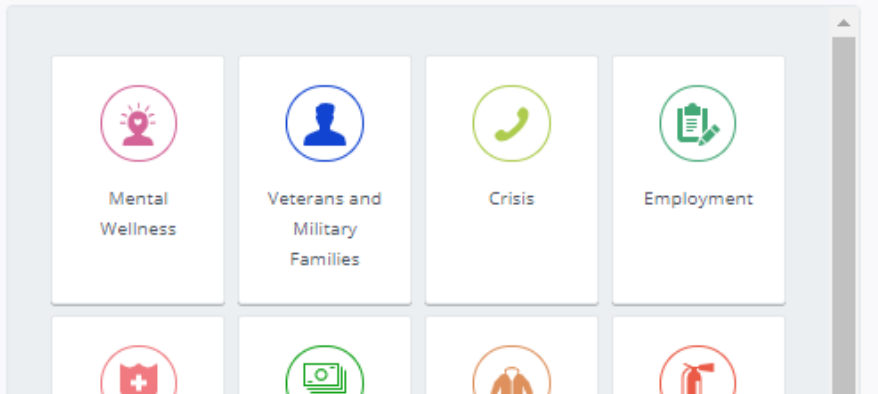 Mental
Wellness
Veterans and
Military
Families
Crisis
Employment